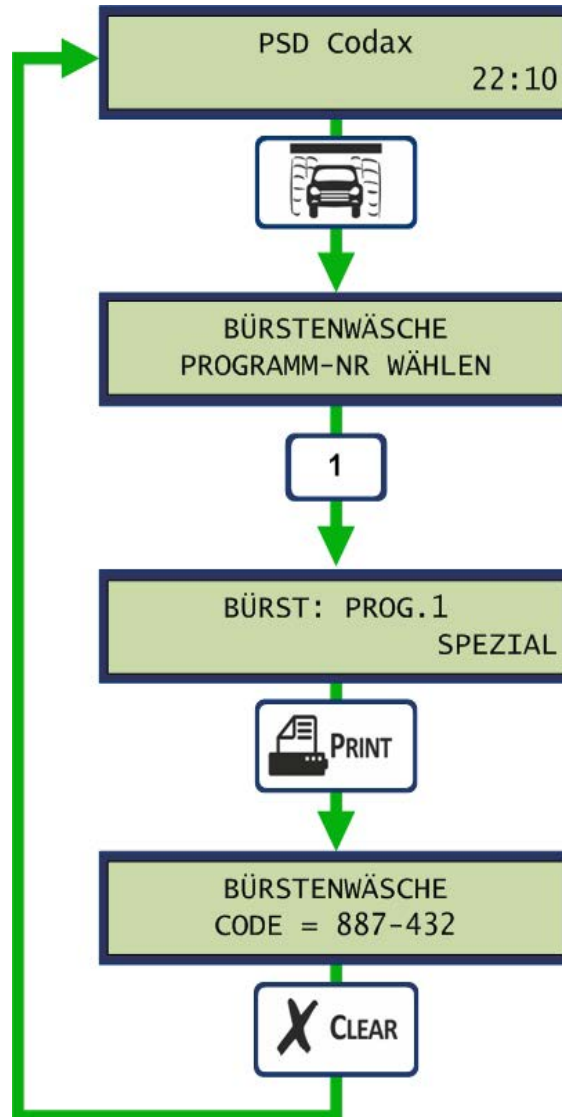 PSD Codax
22:10
BÜRSTENWÄSCHE
PROGRAMM-NR WÄHLEN
1
BÜRST: PROG.1
SPEZIAL
PRINT
BÜRSTENWÄSCHE
CODE = 887-432
CLEAR